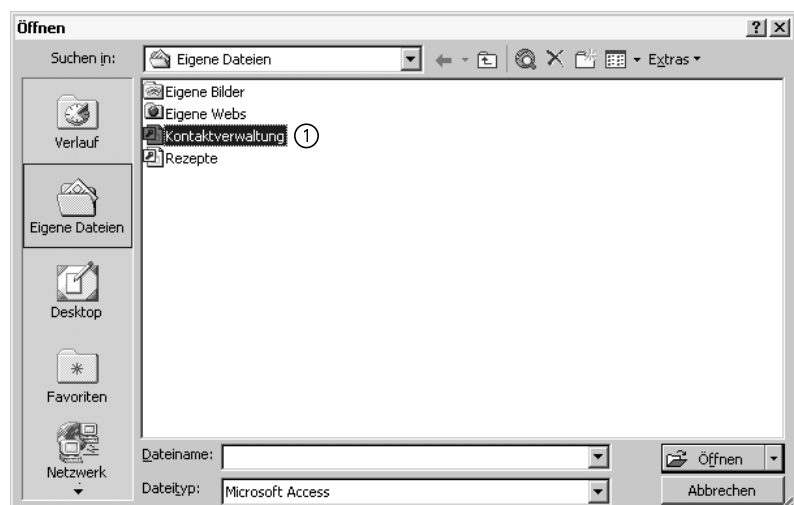 Öffnen
Suchen in: Eigene Dateien Extras
Verlauf
Eigene Dateien
Desktop
Favoriten
Netzwerk
Eigene Bilder
Eigene Webs
Kontaktverwaltung 1
Rezepte
Dateiname: Öffnen
Dateityp: Microsoft Access Abbrechen